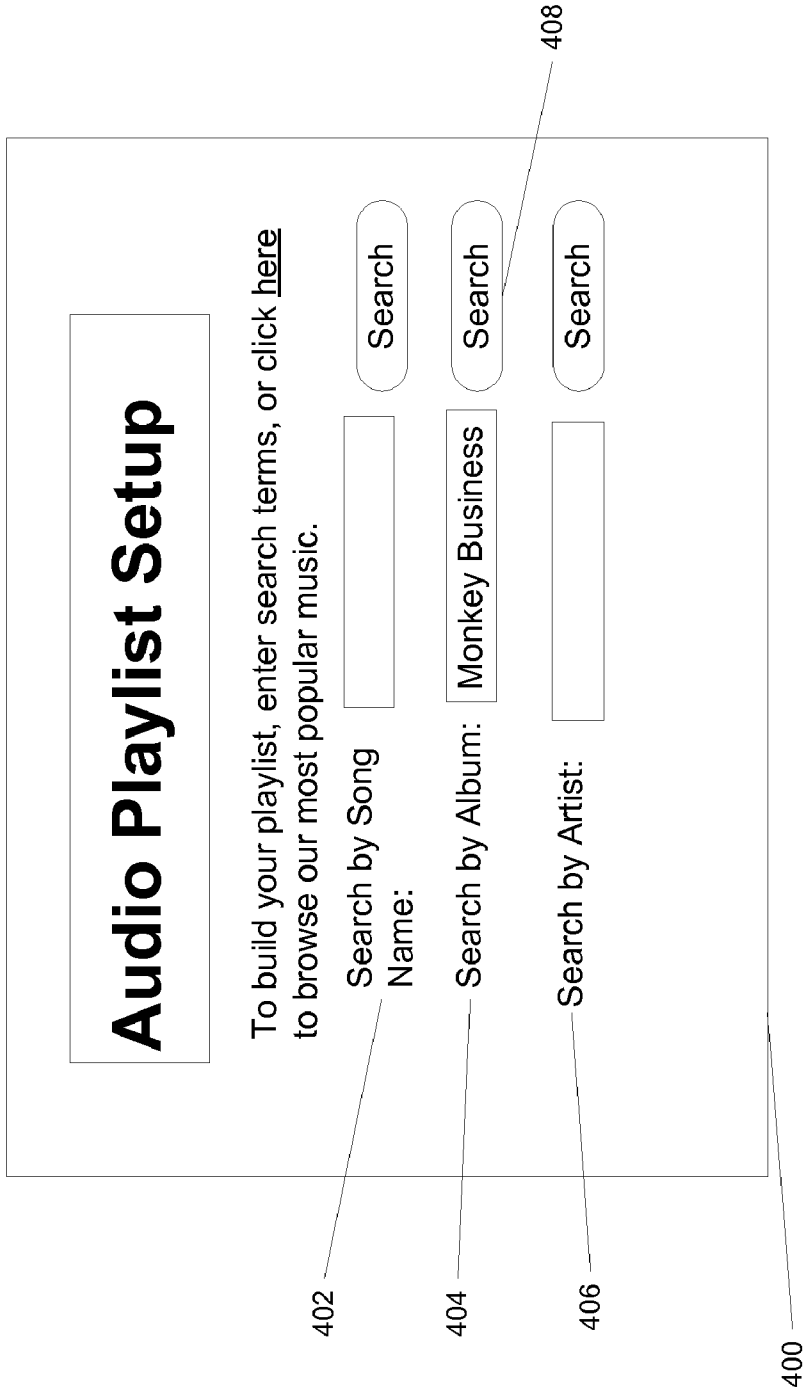 Audio Playlist Setup
To build your playlist, enter search terms, or click here
to browse our most popular music.
Search by Song
Name:
Search
Search by Album:
Monkey Business
Search
Search by Artist:
Search
402
404
406
400
408